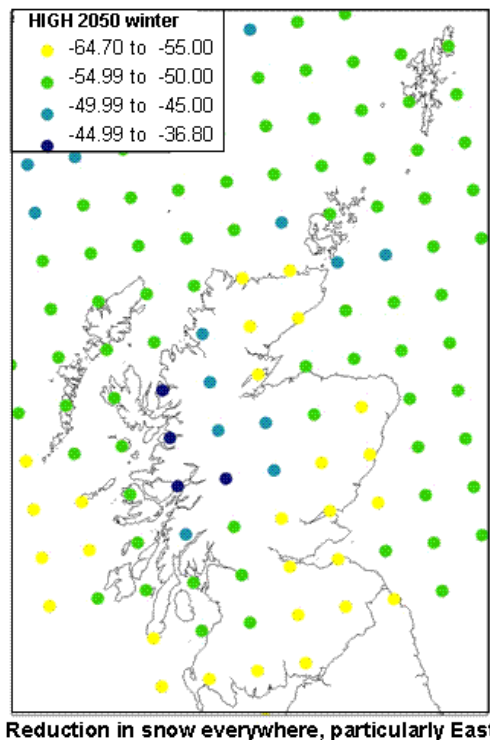 HIGH 2050 winter
-64.70 to -55.00
-54.99 to -50.00
-49.99 to -45.00
-44.99 to -36.80
Reduction in snow everywhere, particularly East